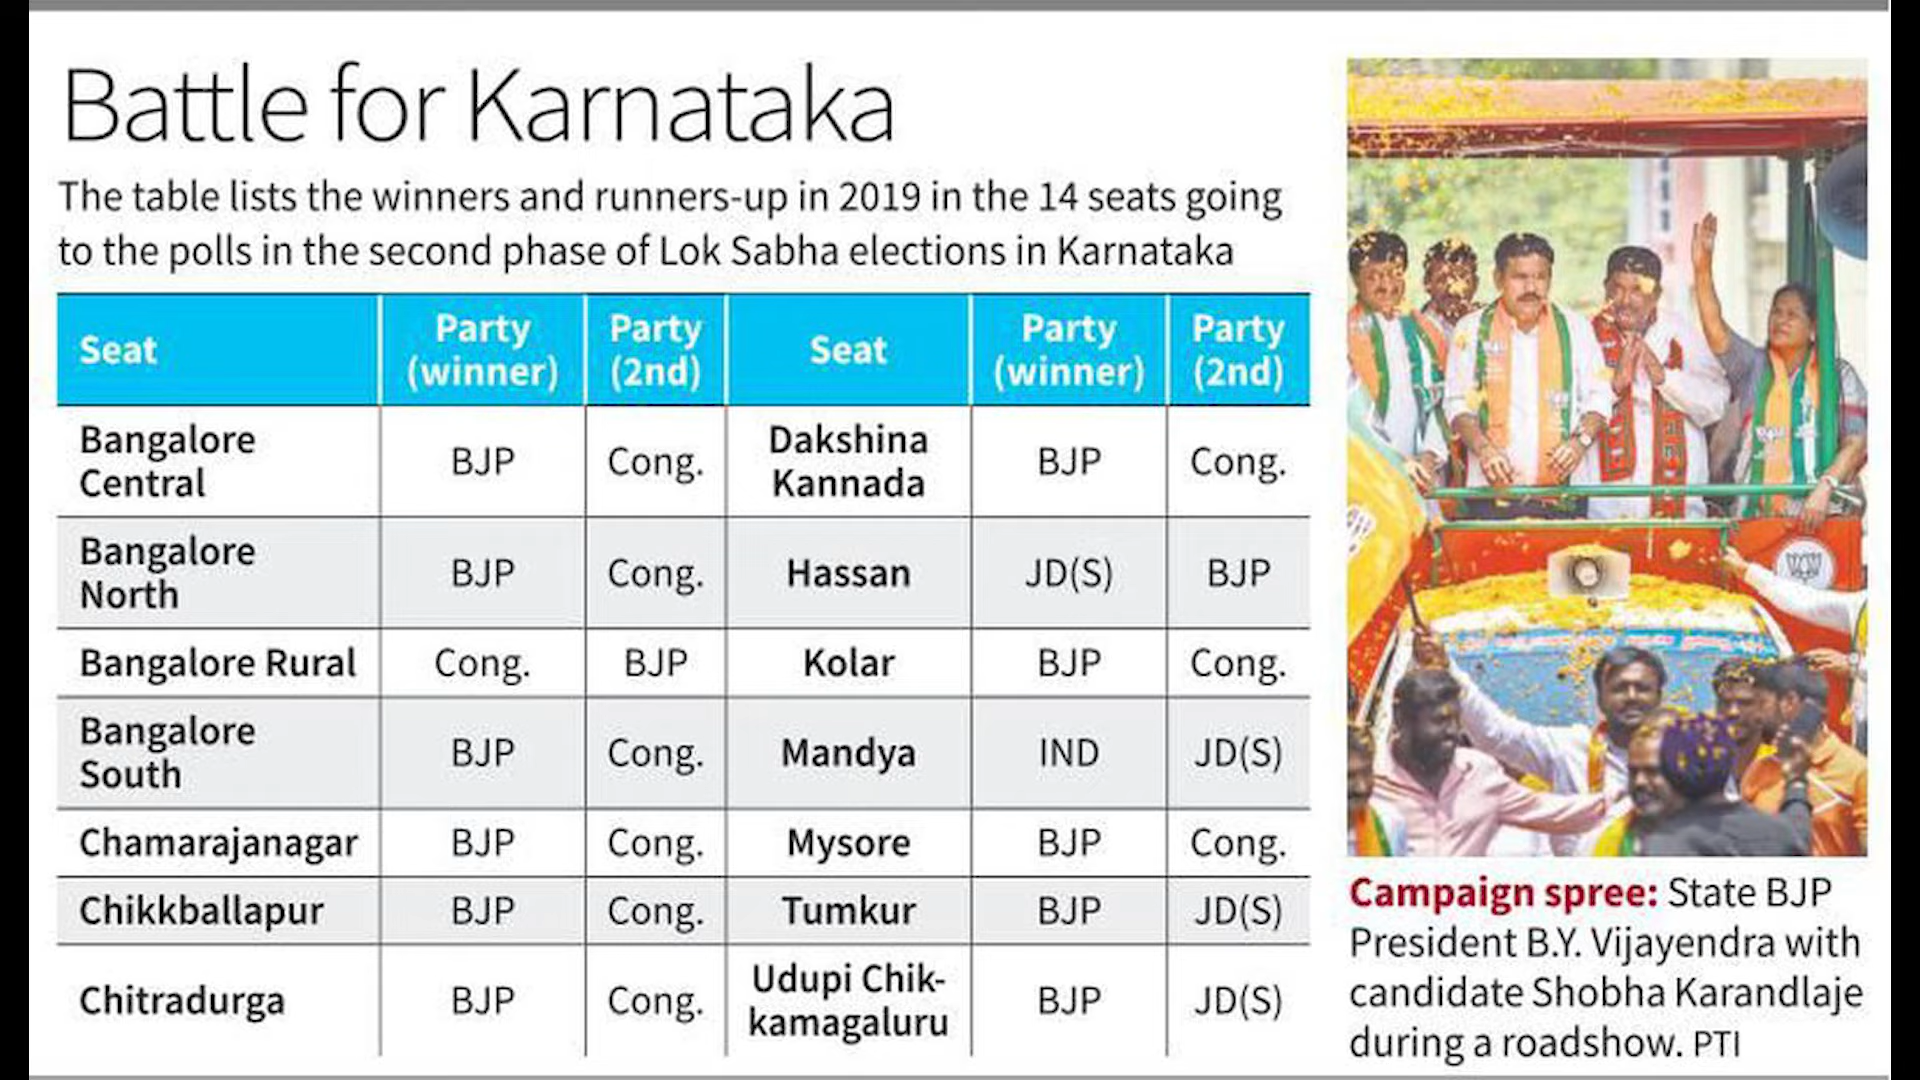 Battle for Karnataka
The table lists the winners and runners-up in 2019 in the 14 seats going
to the polls in the second phase of Lok Sabha elections in Karnataka
Seat Party (winner) Party (2nd) Seat Party (winner) Party (2nd)
Bangalore Central BJP Cong. Dakshina Kannada BJP Cong.
Bangalore North BJP Cong. Hassan JD(S) BJP
Bangalore Rural Cong. BJP Kolar BJP Cong.
Bangalore South BJP Cong. Mandya IND JD(S)
Chamarajanagar BJP Cong. Mysore BJP Cong.
Chikkballapur BJP Cong. Tumkur BJP JD(S)
Chitradurga BJP Cong. Udupi Chik-kamagaluru BJP JD(S)
Campaign spree: State BJP
President B.Y. Vijayendra with
candidate Shobha Karandlaje
during a roadshow. PTI